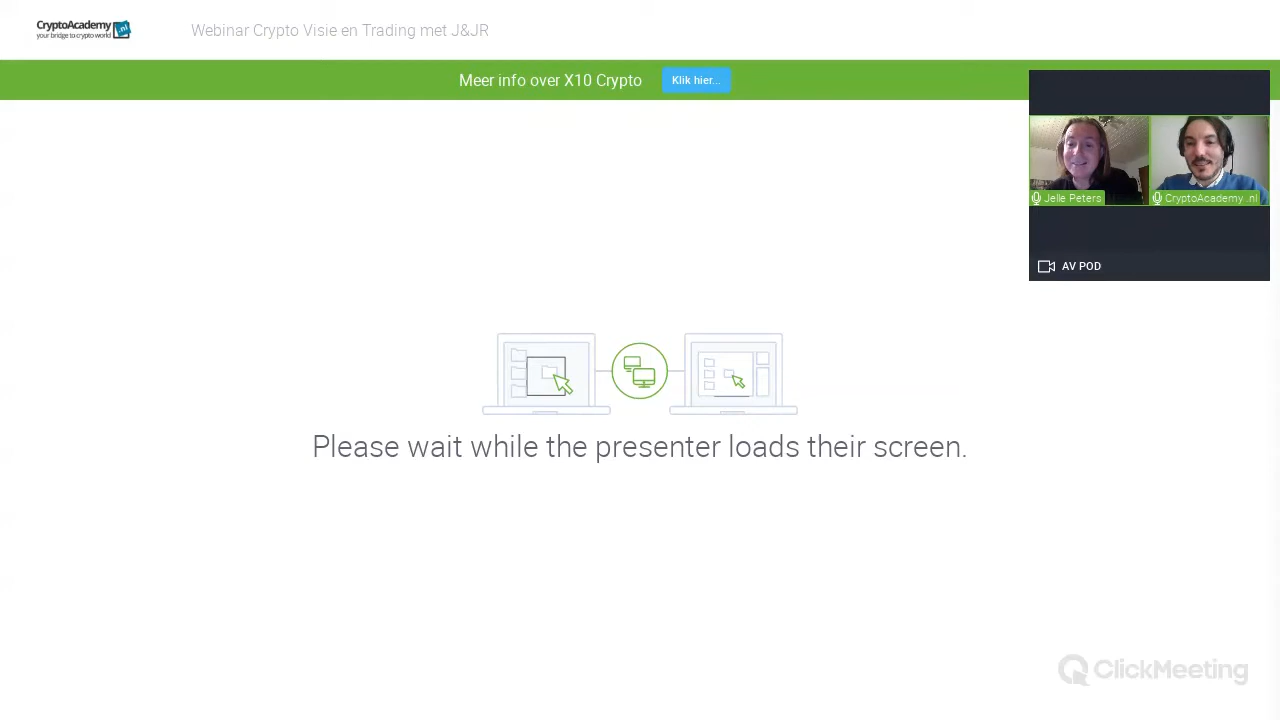 CryptoAcademy .nl
your bridge to crypto world
Webinar Crypto Visie en Trading met J&JR
Meer info over X10 Crypto
Klik hier...
Jelle Peters
CryptoAcademy .nl
AV POD
Please wait while the presenter loads their screen.
ClickMeeting